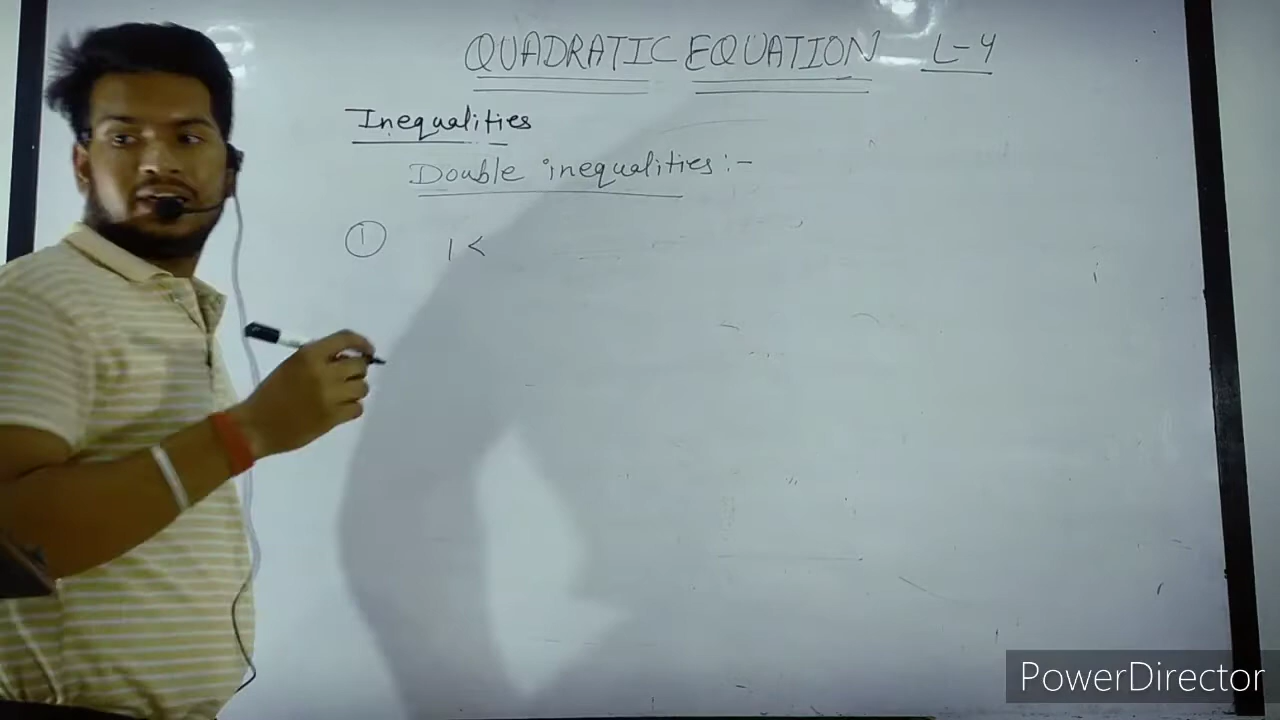 QUADRATIC EQUATION L-4
Inequalities
Double inequalities:-
① 1 <
PowerDirector